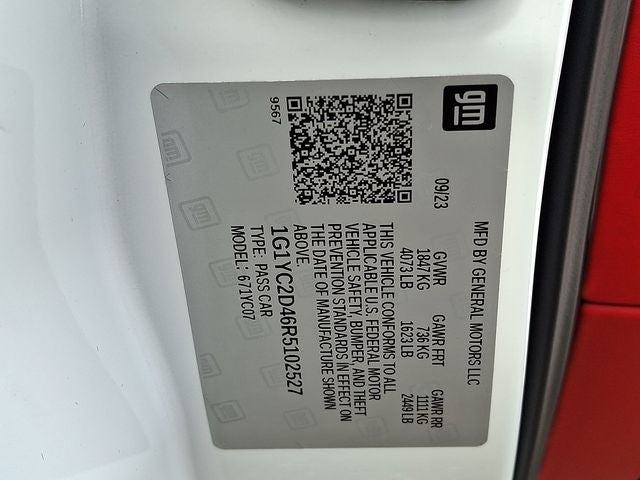 gm
MFD BY GENERAL MOTORS LLC
09/23
GVWR GAWR FRT GAWR RR
1847 KG 736 KG 1111 KG
4073 LB 1623 LB 2449 LB
THIS VEHICLE CONFORMS TO ALL
APPLICABLE U.S. FEDERAL MOTOR
VEHICLE SAFETY, BUMPER, AND THEFT
PREVENTION STANDARDS IN EFFECT ON
THE DATE OF MANUFACTURE SHOWN
ABOVE.
1G1YC2D46R5102527
TYPE: PASS CAR
MODEL: 671YC07
9567